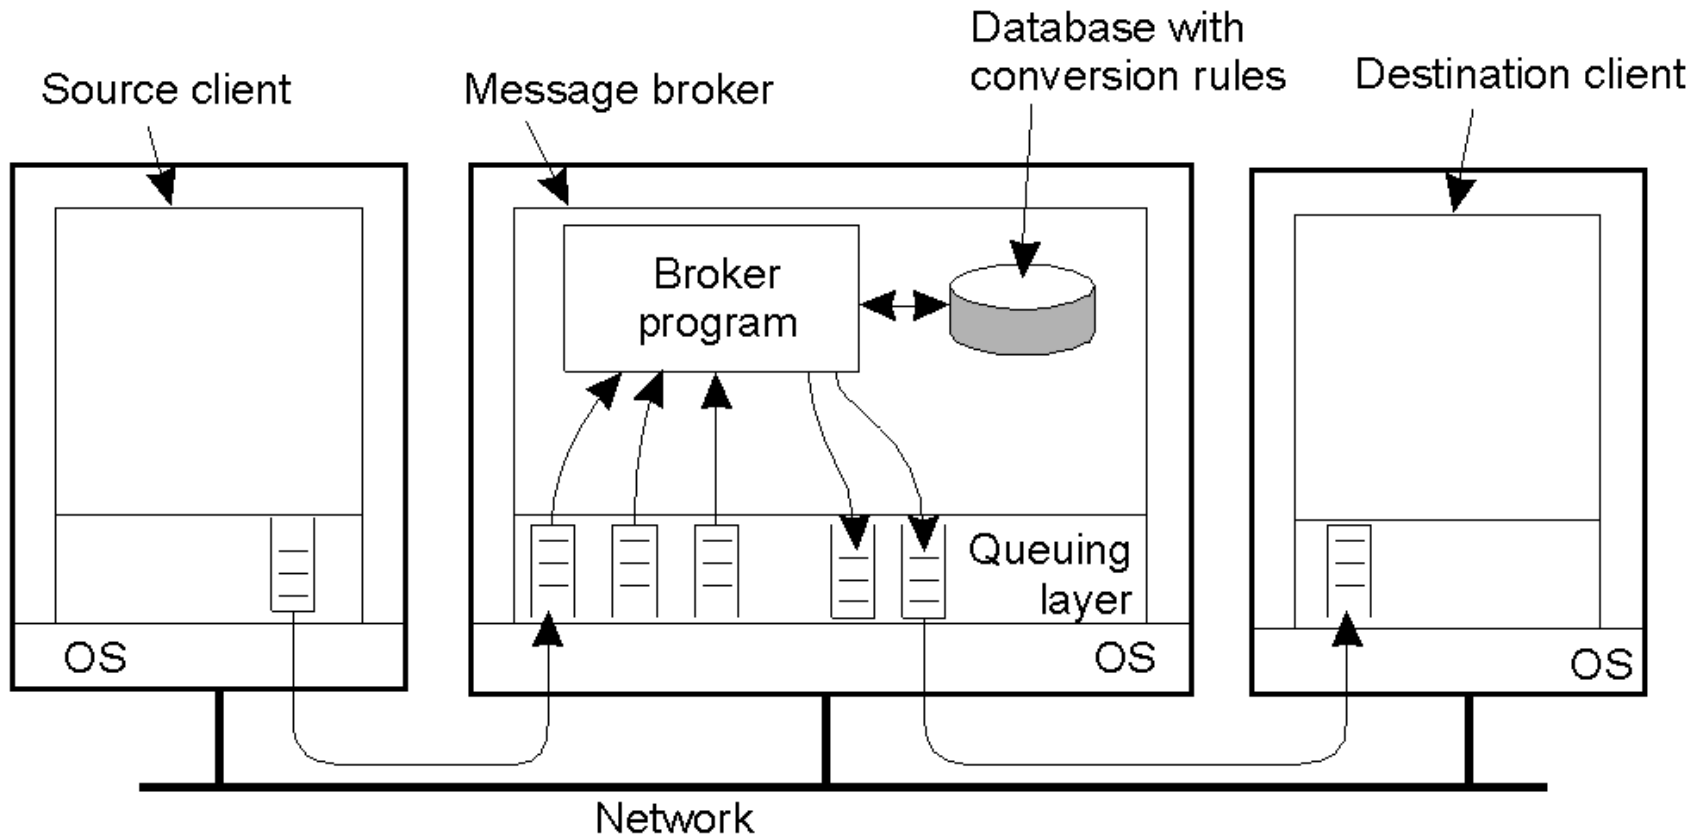 Database with
conversion rules
Source client
Message broker
Destination client
Broker
program
Queuing
layer
OS
OS
OS
Network